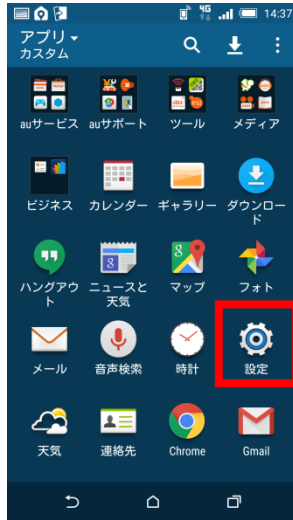 4G 14:37
アプリ
カスタム
auサービス auサポート ツール メディア
ビジネス カレンダー ギャラリー ダウンロー
ド
ハングアウ ニュースと マップ フォト
ト 天気
メール 音声検索 時計 設定
天気 連絡先 Chrome Gmail